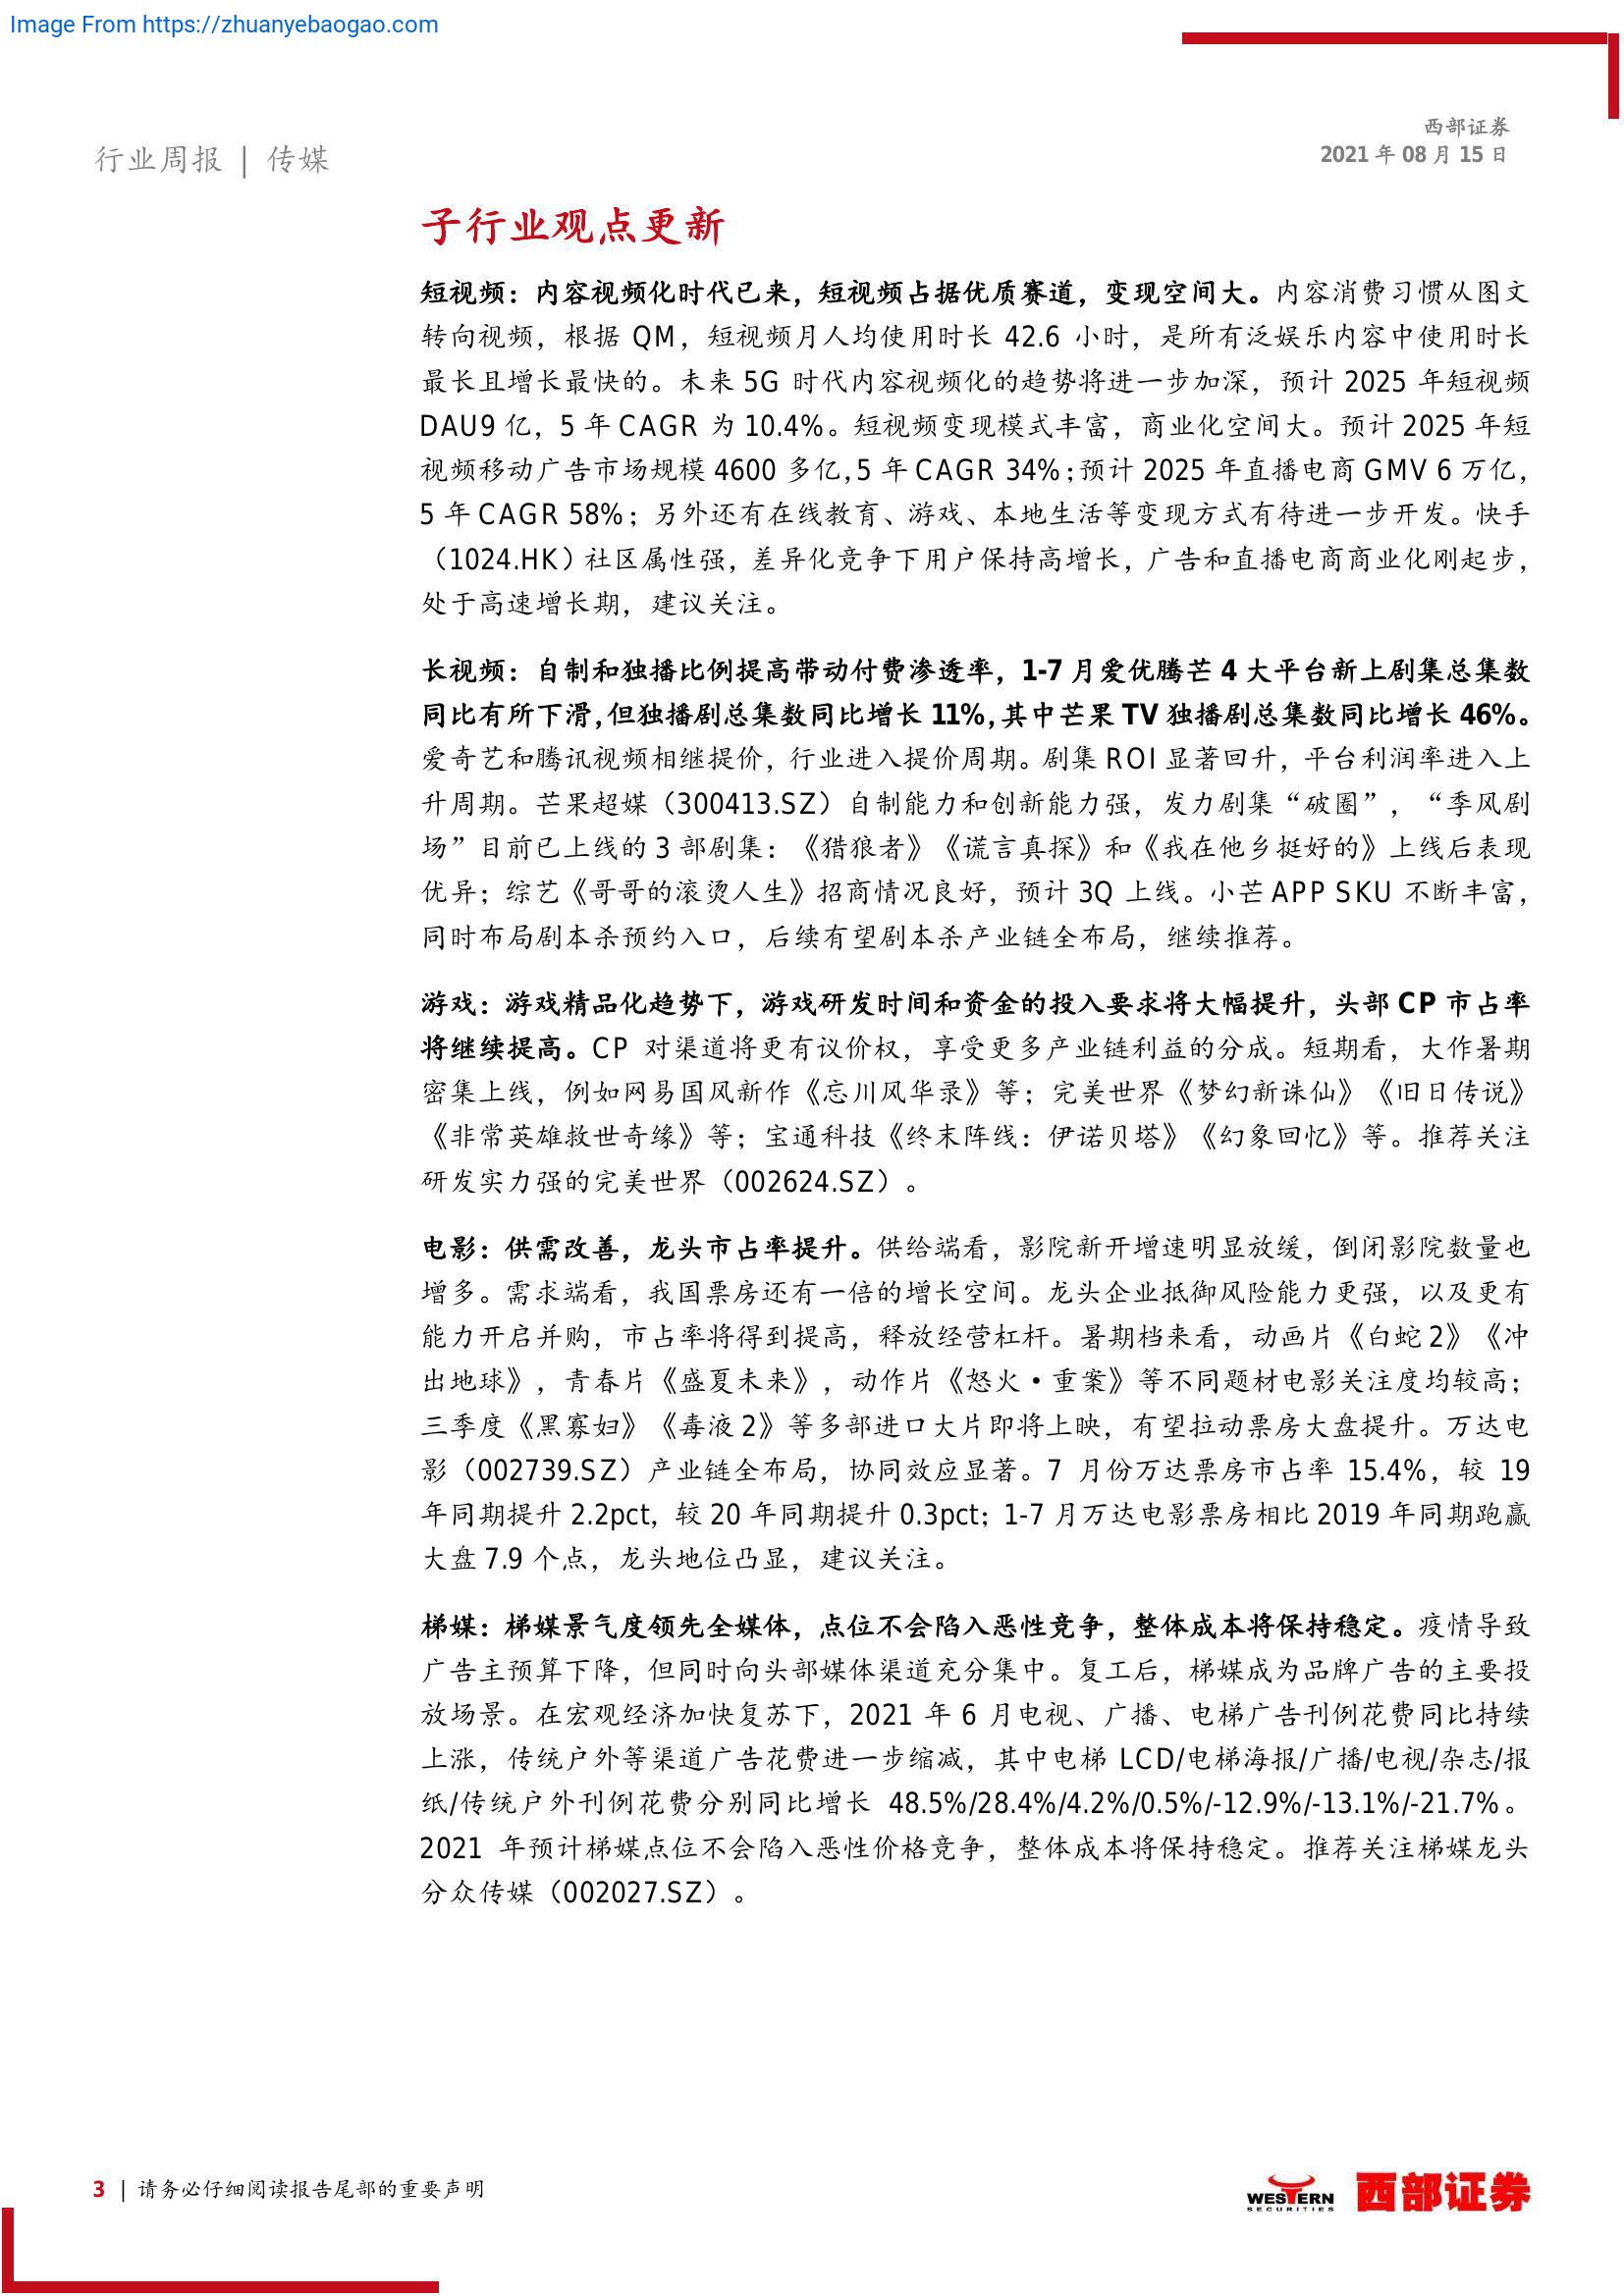 Image From https://zhuanyebaogao.com
西部证券
2021 年 08 月 15 日
行业周报 | 传媒
子行业观点更新
短视频：内容视频化时代已来，短视频占据优质赛道，变现空间大。内容消费习惯从图文
转向视频，根据 QM，短视频月人均使用时长 42.6 小时，是所有泛娱乐内容中使用时长
最长且增长最快的。未来 5G 时代内容视频化的趋势将进一步加深，预计 2025 年短视频
DAU9 亿，5 年 CAGR 为 10.4%。短视频变现模式丰富，商业化空间大。预计 2025 年短
视频移动广告市场规模 4600 多亿，5 年 CAGR 34%；预计 2025 年直播电商 GMV 6 万亿，
5 年 CAGR 58%；另外还有在线教育、游戏、本地生活等变现方式有待进一步开发。快手
（1024.HK）社区属性强，差异化竞争下用户保持高增长，广告和直播电商商业化刚起步，
处于高速增长期，建议关注。
长视频：自制和独播比例提高带动付费渗透率，1-7 月爱优腾芒 4 大平台新上剧集总集数
同比有所下滑，但独播剧总集数同比增长 11%，其中芒果 TV 独播剧总集数同比增长 46%。
爱奇艺和腾讯视频相继提价，行业进入提价周期。剧集 ROI 显著回升，平台利润率进入上
升周期。芒果超媒（300413.SZ）自制能力和创新能力强，发力剧集“破圈”，“季风剧
场”目前已上线的 3 部剧集：《猎狼者》《谎言真探》和《我在他乡挺好的》上线后表现
优异；综艺《哥哥的滚烫人生》招商情况良好，预计 3Q 上线。小芒 APP SKU 不断丰富，
同时布局剧本杀预约入口，后续有望剧本杀产业链全布局，继续推荐。
游戏：游戏精品化趋势下，游戏研发时间和资金的投入要求将大幅提升，头部 CP 市占率
将继续提高。CP 对渠道将更有议价权，享受更多产业链利益的分成。短期看，大作暑期
密集上线，例如网易国风新作《忘川风华录》等；完美世界《梦幻新诛仙》《旧日传说》
《非常英雄救世奇缘》等；宝通科技《终末阵线：伊诺贝塔》《幻象回忆》等。推荐关注
研发实力强的完美世界（002624.SZ）。
电影：供需改善，龙头市占率提升。供给端看，影院新开增速明显放缓，倒闭影院数量也
增多。需求端看，我国票房还有一倍的增长空间。龙头企业抵御风险能力更强，以及更有
能力开启并购，市占率将得到提高，释放经营杠杆。暑期档来看，动画片《白蛇 2》《冲
出地球》，青春片《盛夏未来》，动作片《怒火•重案》等不同题材电影关注度均较高；
三季度《黑寡妇》《毒液 2》等多部进口大片即将上映，有望拉动票房大盘提升。万达电
影（002739.SZ）产业链全布局，协同效应显著。7 月份万达票房市占率 15.4%，较 19
年同期提升 2.2pct，较 20 年同期提升 0.3pct；1-7 月万达电影票房相比 2019 年同期跑赢
大盘 7.9 个点，龙头地位凸显，建议关注。
梯媒：梯媒景气度领先全媒体，点位不会陷入恶性竞争，整体成本将保持稳定。疫情导致
广告主预算下降，但同时向头部媒体渠道充分集中。复工后，梯媒成为品牌广告的主要投
放场景。在宏观经济加快复苏下，2021 年 6 月电视、广播、电梯广告刊例花费同比持续
上涨，传统户外等渠道广告花费进一步缩减，其中电梯 LCD/电梯海报/广播/电视/杂志/报
纸/传统户外刊例花费分别同比增长 48.5%/28.4%/4.2%/0.5%/-12.9%/-13.1%/-21.7%。
2021 年预计梯媒点位不会陷入恶性价格竞争，整体成本将保持稳定。推荐关注梯媒龙头
分众传媒（002027.SZ）。
3 | 请务必仔细阅读报告尾部的重要声明
WESTERN
SECURITIES
西部证券